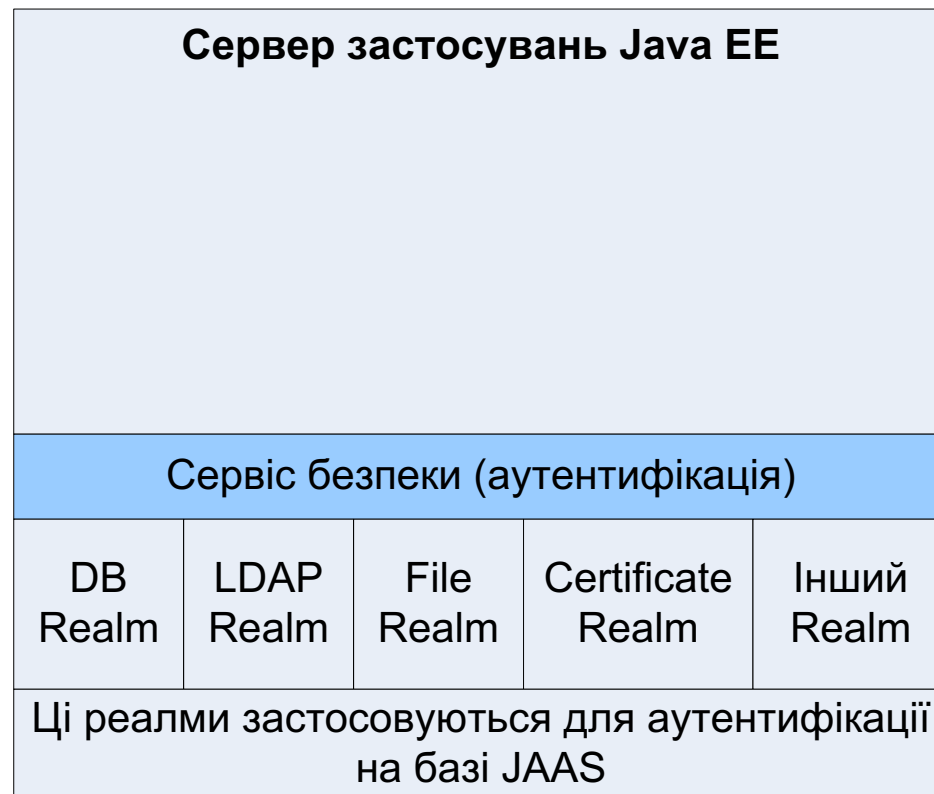 Сервер застосувань Java EE
Сервіс безпеки (аутентифікація)
DB
Realm
LDAP
Realm
File
Realm
Certificate
Realm
Інший
Realm
Ці реалми застосовуються для аутентифікації
на базі JAAS